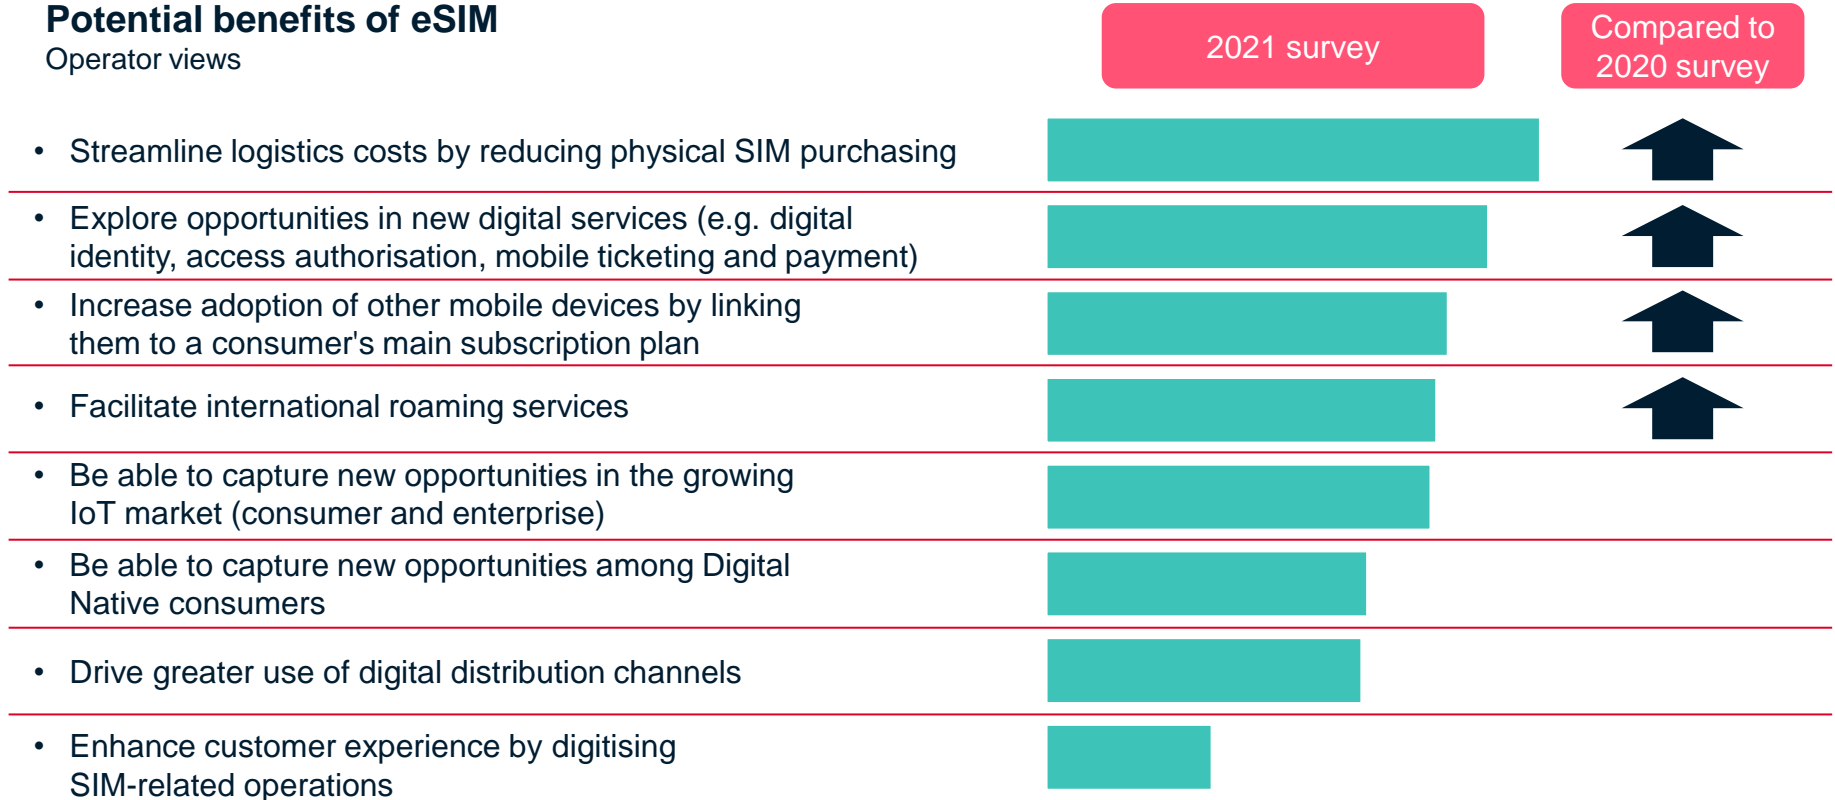 Potential benefits of eSIM
Operator views
2021 survey
Compared to
2020 survey
• Streamline logistics costs by reducing physical SIM purchasing
• Explore opportunities in new digital services (e.g. digital
identity, access authorisation, mobile ticketing and payment)
• Increase adoption of other mobile devices by linking
them to a consumer's main subscription plan
• Facilitate international roaming services
• Be able to capture new opportunities in the growing
IoT market (consumer and enterprise)
• Be able to capture new opportunities among Digital
Native consumers
• Drive greater use of digital distribution channels
• Enhance customer experience by digitising
SIM-related operations